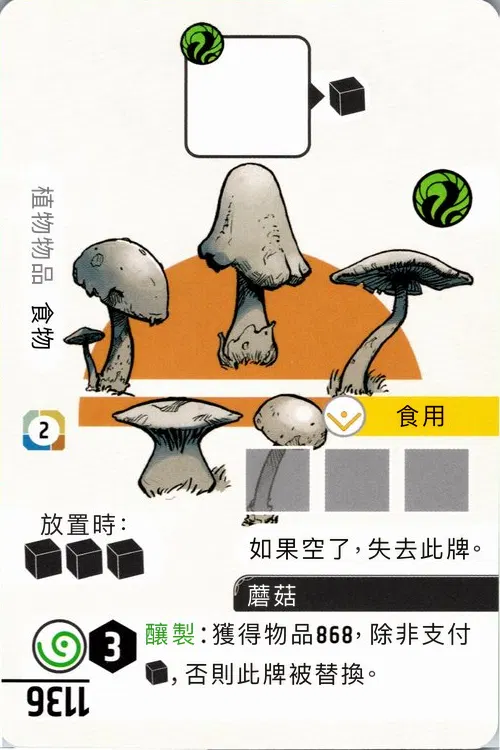 植物物品 食物
2
食用
放置時：
如果空了，失去此牌。
蘑菇
3
釀製：獲得物品868，除非支付
，否則此牌被替換。
1136